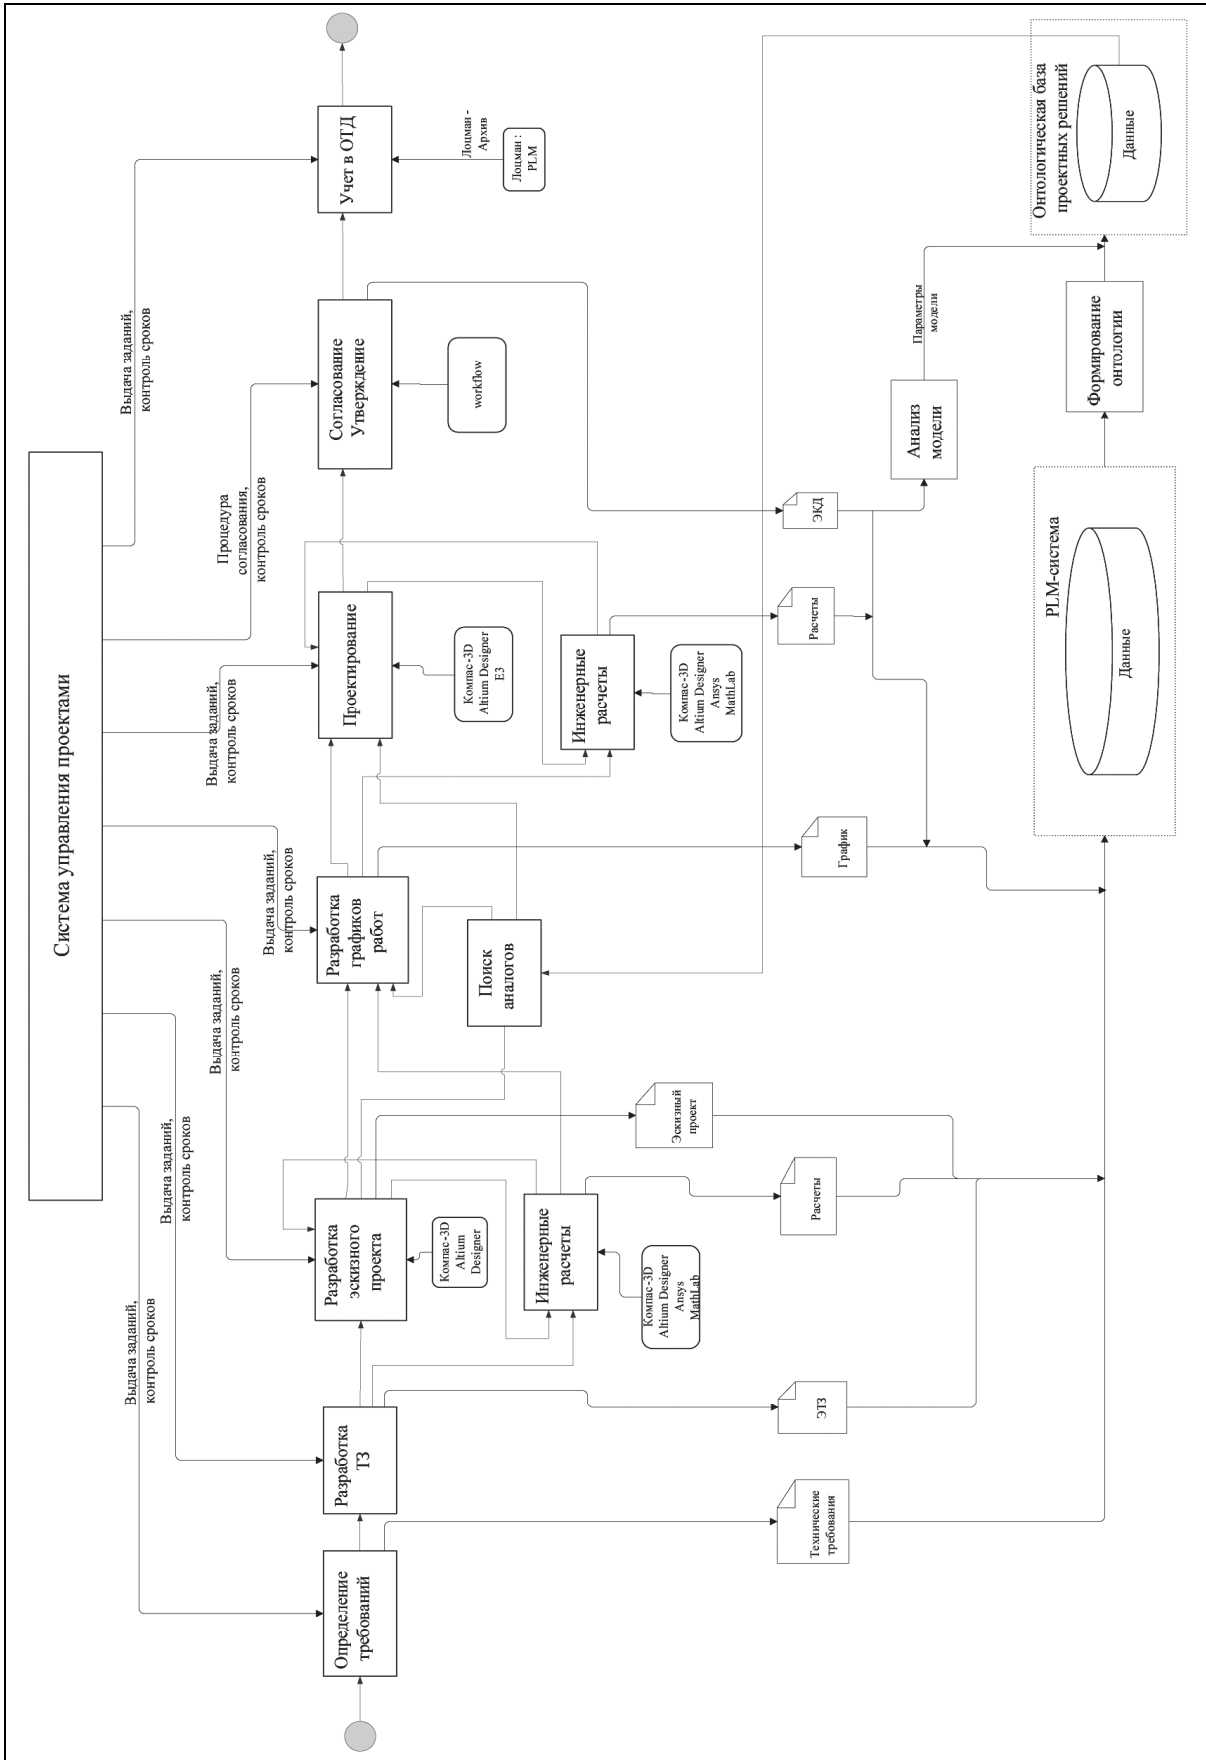 Система управления проектами
Выдача заданий,
контроль сроков
Выдача заданий,
контроль сроков
Выдача заданий,
контроль сроков
Выдача заданий,
контроль сроков
Выдача заданий,
контроль сроков
Процедура
согласования,
контроль сроков
Выдача заданий,
контроль сроков
Определение
требований
Разработка
ТЗ
Разработка
эскизного
проекта
Разработка
графиков
работ
Проектирование
Согласование
Утверждение
Учет в ОТД
Компас-3D
Altium
Designer
Компас-3D
Altium Designer
E3
workflow
Лоцман -
Архив
Лоцман :
PLM
Инженерные
расчеты
Поиск
аналогов
Инженерные
расчеты
Компас-3D
Altium Designer
Ansys
MathLab
Компас-3D
Altium Designer
Ansys
MathLab
Технические
требования
ЭТЗ
Расчеты
Эскизный
проект
График
Расчеты
ЭКД
Анализ
модели
Параметры
модели
PLM-система
Данные
Формирование
онтологии
Онтологическая база
проектных решений
Данные